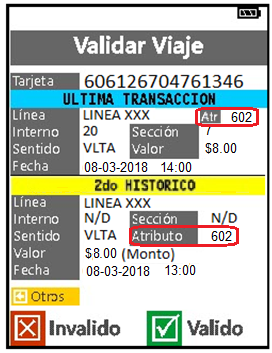 Validar Viaje
Tarjeta 606126704761346
ULTIMA TRANSACCION
Línea LINEA XXX Atr 602
Interno 20 Sección 7
Sentido VLTA Valor $8.00
Fecha 08-03-2018 14:00
2do HISTORICO
Línea LINEA XXX
Interno N/D Sección N/D
Sentido VLTA Atributo 602
Valor $8.00 (Monto)
Fecha 08-03-2018 13:00
Otros
Invalido Valido